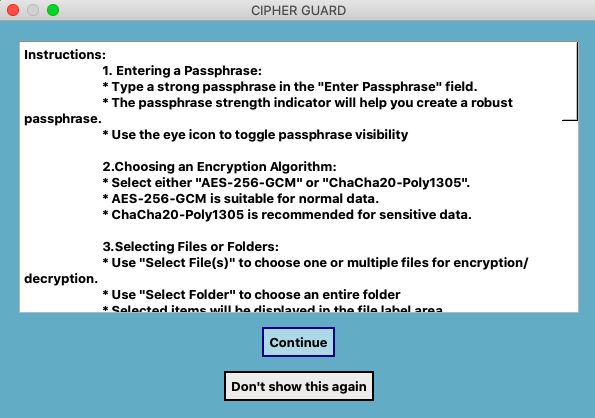 CIPHER GUARD
Instructions:
1. Entering a Passphrase:
* Type a strong passphrase in the "Enter Passphrase" field.
* The passphrase strength indicator will help you create a robust
passphrase.
* Use the eye icon to toggle passphrase visibility
2.Choosing an Encryption Algorithm:
* Select either "AES-256-GCM" or "ChaCha20-Poly1305".
* AES-256-GCM is suitable for normal data.
* ChaCha20-Poly1305 is recommended for sensitive data.
3.Selecting Files or Folders:
* Use "Select File(s)" to choose one or multiple files for encryption/
decryption.
* Use "Select Folder" to choose an entire folder
* Selected items will be displayed in the file label area
Continue
Don't show this again